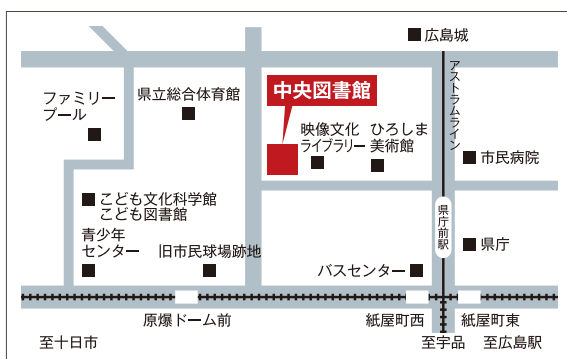 広島城
アストラムライン
ファミリー
プール
県立総合体育館
中央図書館
映像文化
ライブラリー
ひろしま
美術館
市民病院
こども文化科学館
こども図書館
青少年
センター
旧市民球場跡地
バスセンター
県庁前駅
県庁
原爆ドーム前
紙屋町西
紙屋町東
至十日市
至宇品
至広島駅